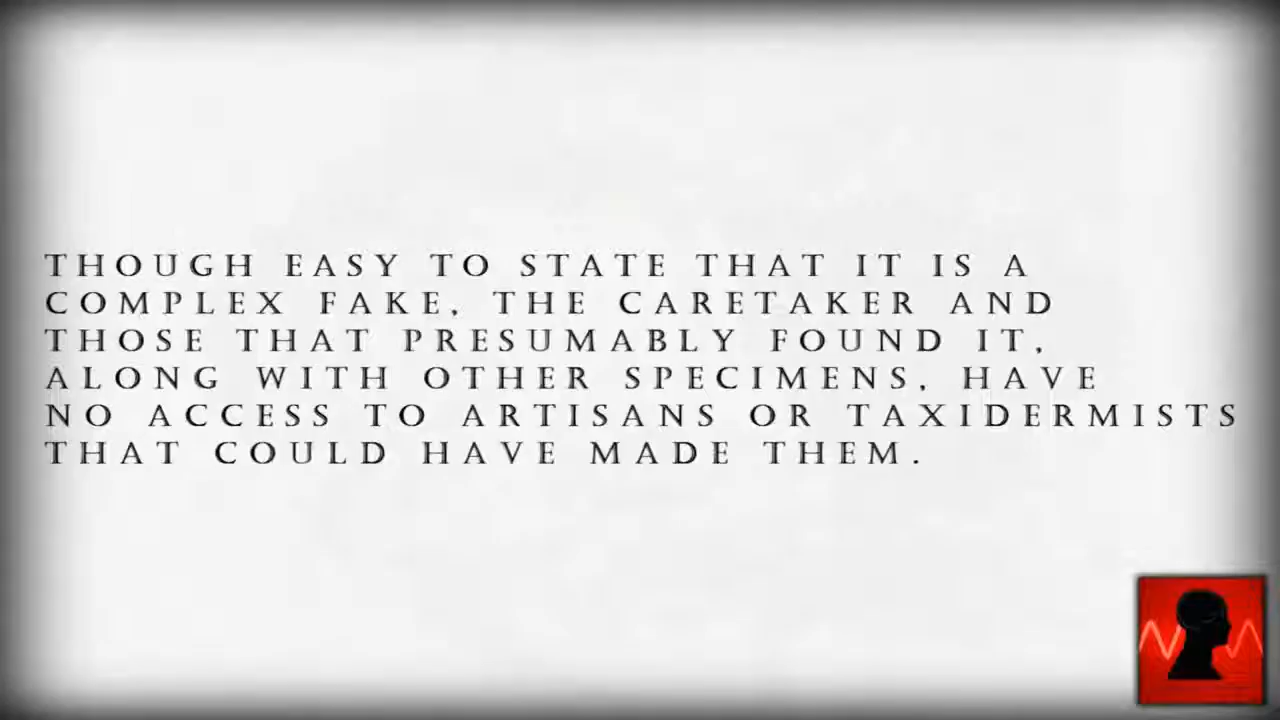 THOUGH EASY TO STATE THAT IT IS A
COMPLEX FAKE, THE CARETAKER AND
THOSE THAT PRESUMABLY FOUND IT,
ALONG WITH OTHER SPECIMENS, HAVE
NO ACCESS TO ARTISANS OR TAXIDERMISTS
THAT COULD HAVE MADE THEM.